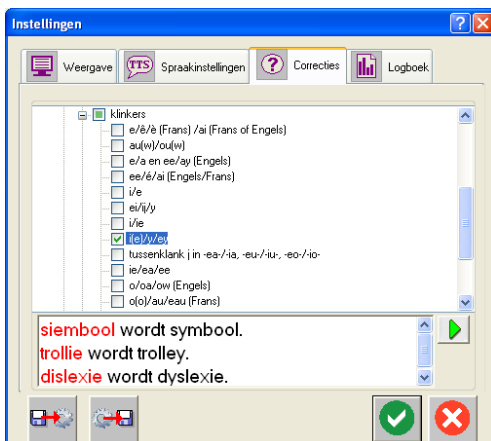 Instellingen
Weergave TTS Spraakinstellingen ? Correcties Logboek
klinkers
e/ê/è (Frans) /ai (Frans of Engels)
au(w)/ou(w)
e/a en ee/ay (Engels)
ee/é/ai (Engels/Frans)
i/e
ei/ij/y
i/ie
i(e)/y/ey
tussenklank j in -ea-/-ia, -eu-/-iu-, -eo-/-io-
ie/ea/ee
o/oa/ow (Engels)
o(o)/au/eau (Frans)
siembool wordt symbool.
trollie wordt trolley.
dislexie wordt dyslexie.